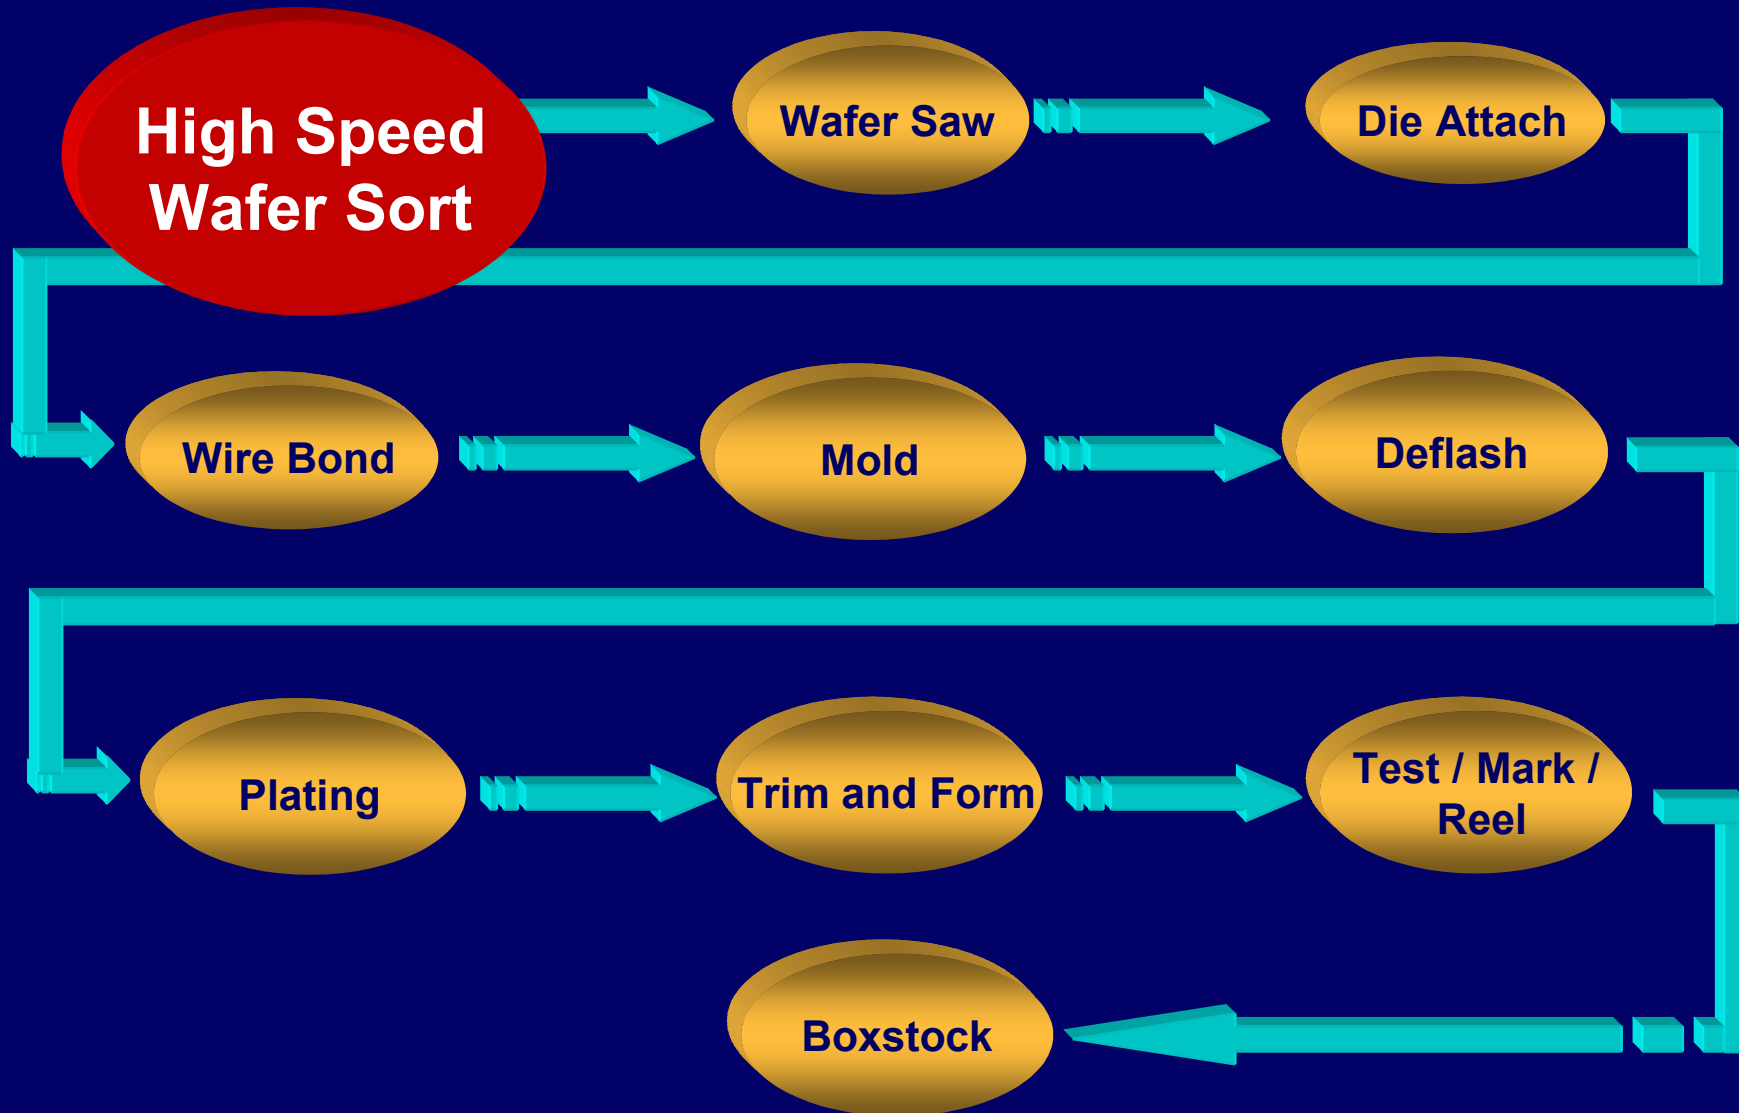 High Speed
Wafer Sort
Wafer Saw
Die Attach
Wire Bond
Mold
Deflash
Plating
Trim and Form
Test / Mark /
Reel
Boxstock